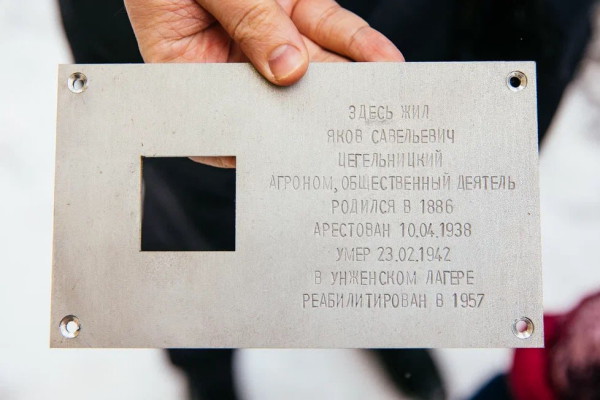 ЗДЕСЬ ЖИЛ
ЯКОВ САВЕЛЬЕВИЧ
ЦЕГЕЛЬНИЦКИЙ
АГРОНОМ, ОБЩЕСТВЕННЫЙ ДЕЯТЕЛЬ
РОДИЛСЯ В 1886
АРЕСТОВАН 10.04.1938
УМЕР 23.02.1942
В УНЖЕНСКОМ ЛАГЕРЕ
РЕАБИЛИТИРОВАН В 1957